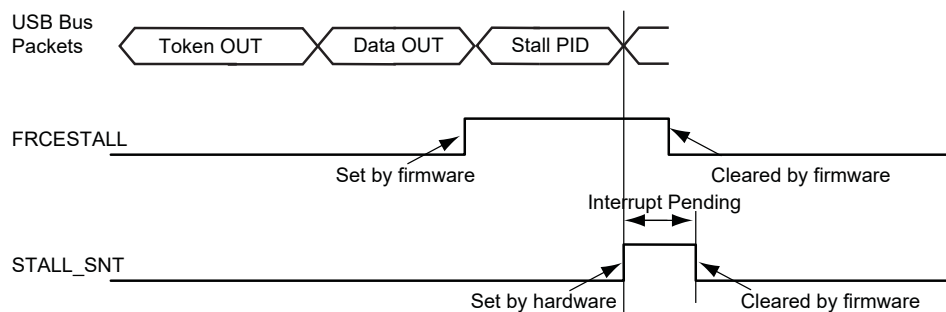 USB Bus
Packets
Token OUT
Data OUT
Stall PID
FRCESTALL
Set by firmware
Cleared by firmware
Interrupt Pending
STALL_SNT
Set by hardware
Cleared by firmware